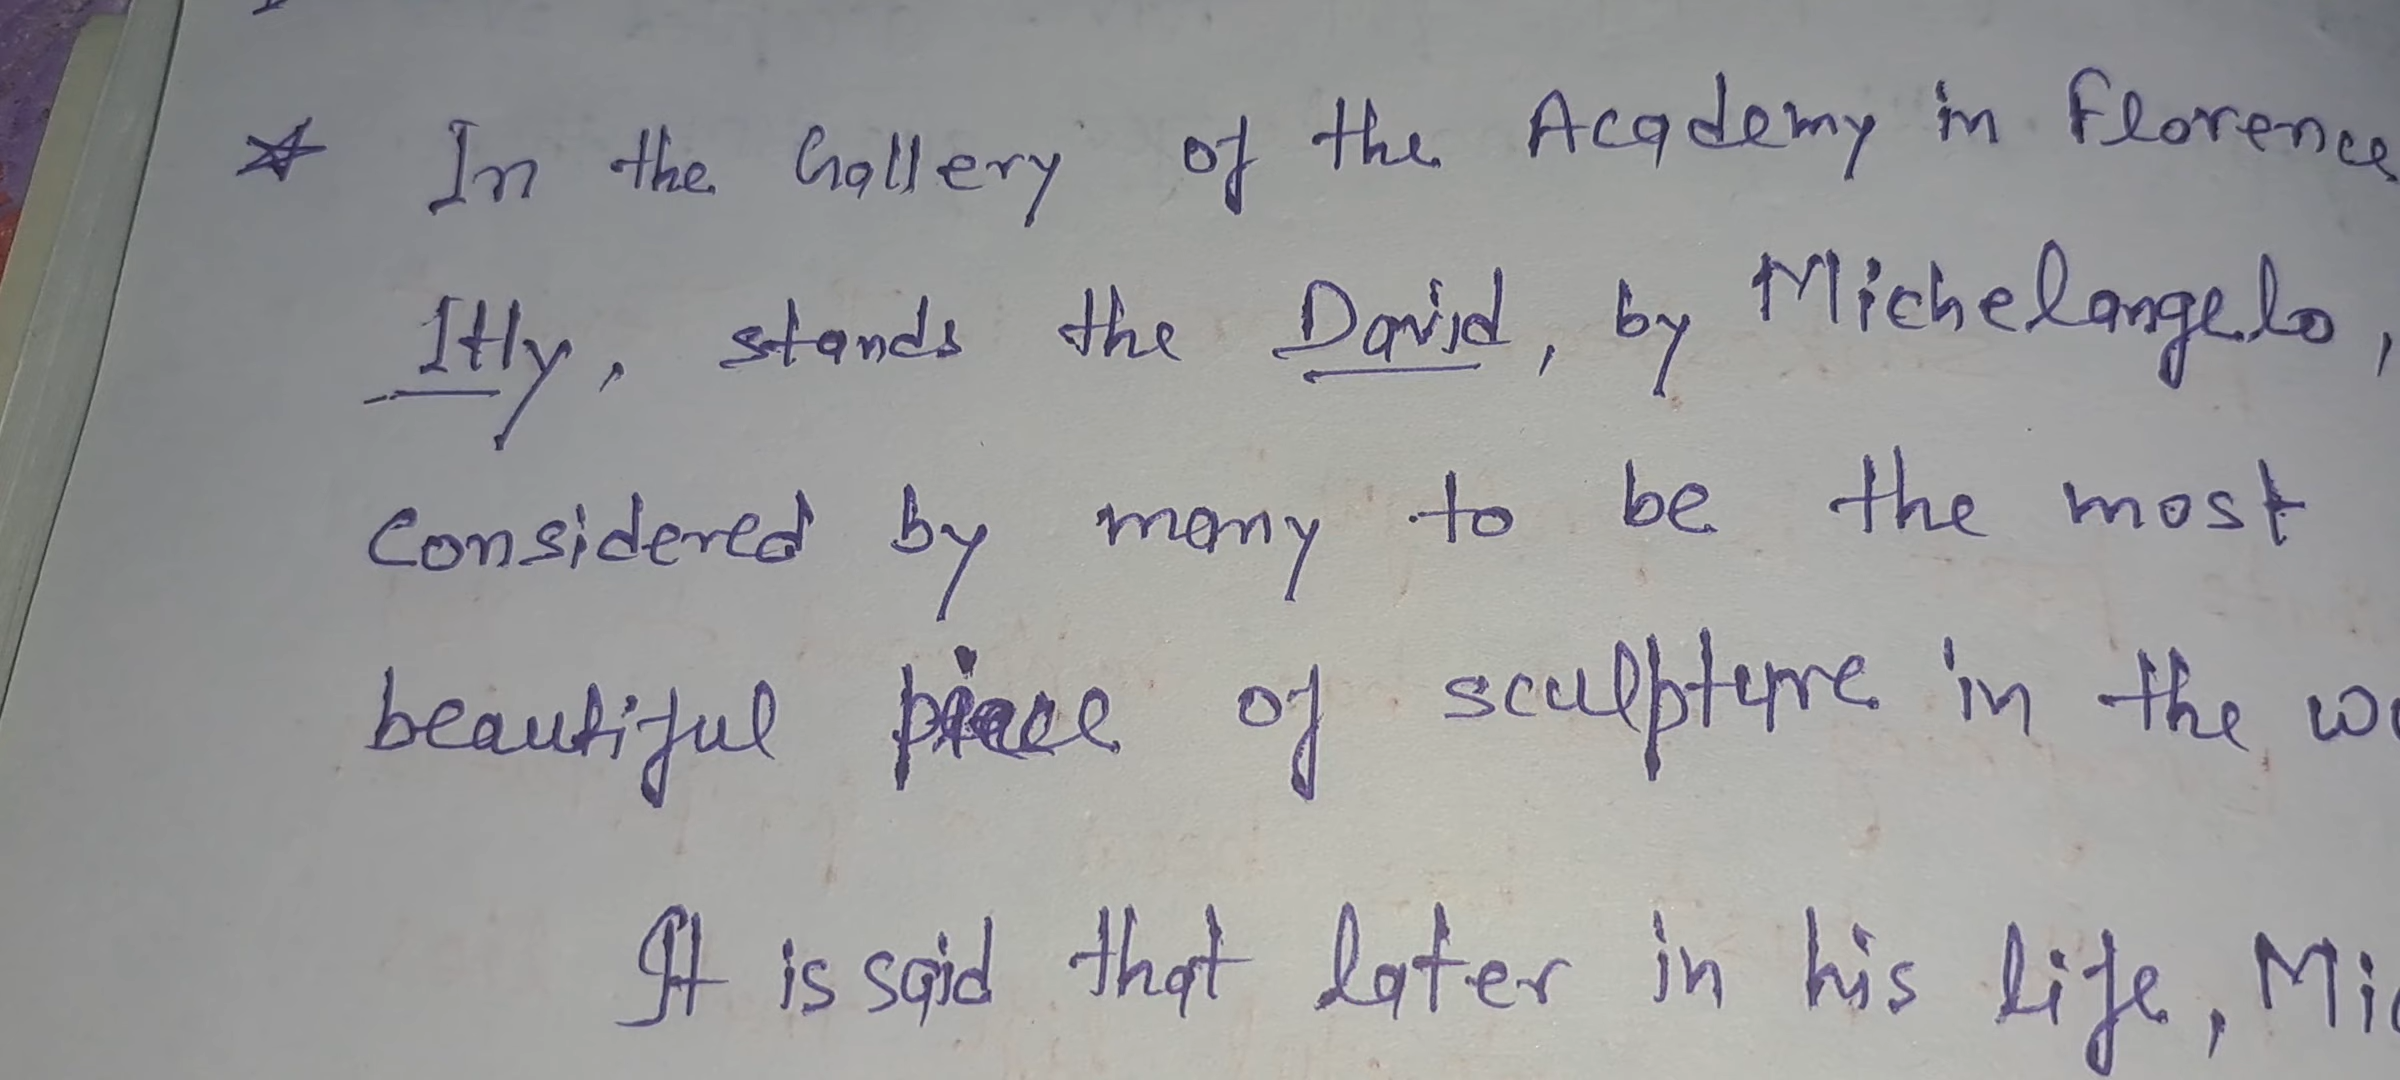 ☆ In the Gallery of the Academy in Florence
Itly, stands the David, by Michelangelo,
Considered by many to be the most
beautiful piece of sculpture in the
It is said that later in his life,